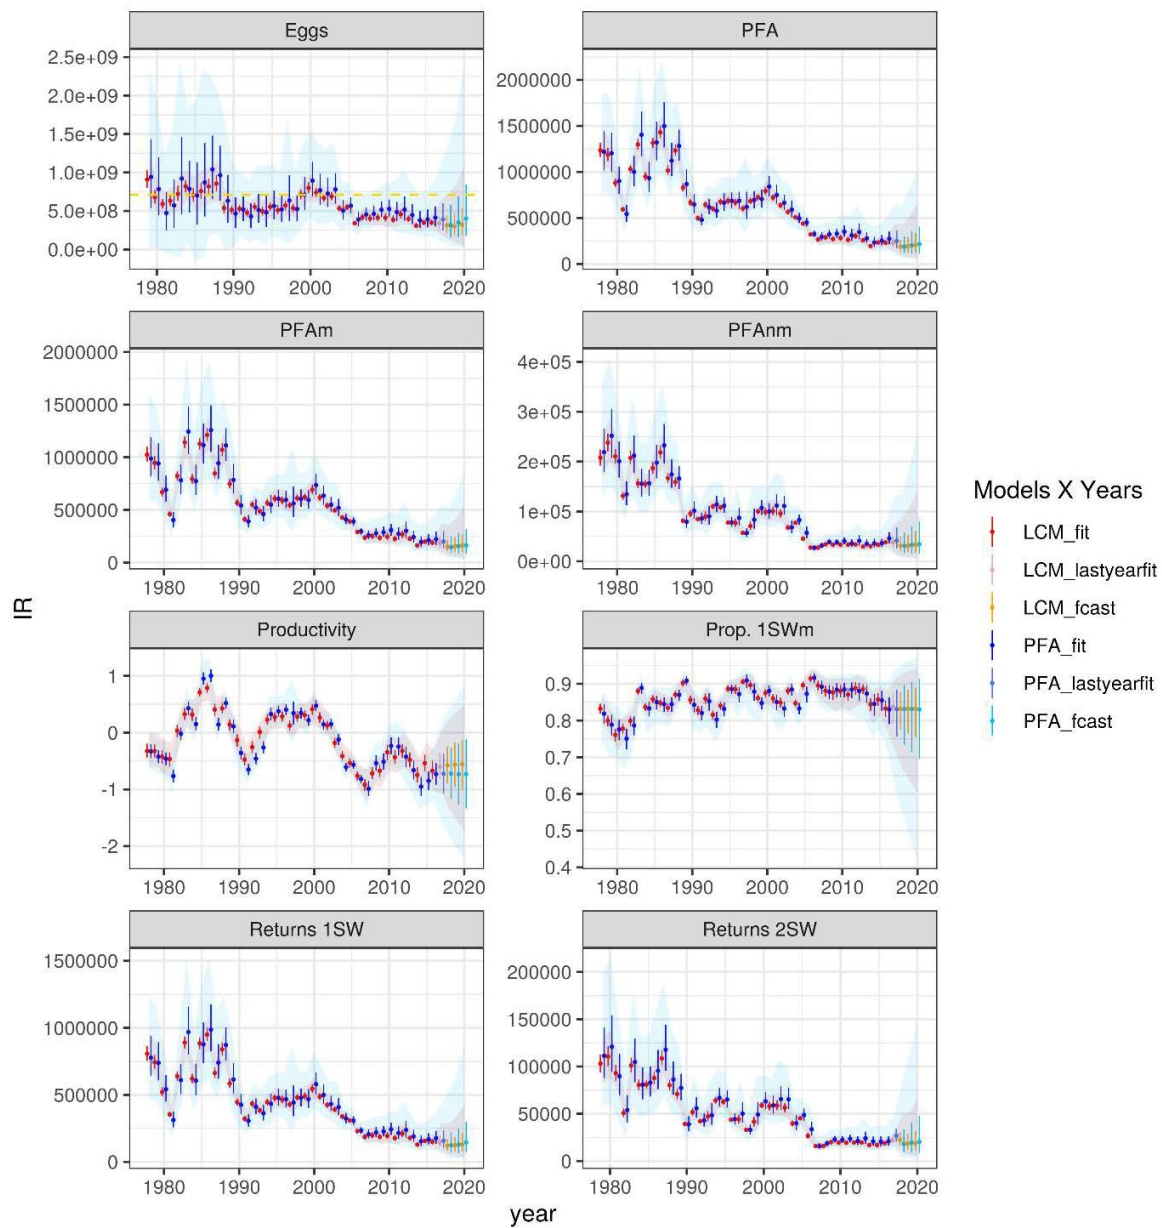 Eggs
PFA
2.5e+09
2.0e+09
1.5e+09
1.0e+09
5.0e+08
0.0e+00
2000000
1500000
1000000
500000
0
1980 1990 2000 2010 2020
1980 1990 2000 2010 2020
PFAm
PFAnm
2000000
1500000
1000000
500000
0
4e+05
3e+05
2e+05
1e+05
0e+00
1980 1990 2000 2010 2020
1980 1990 2000 2010 2020
IR
Productivity
Prop. 1SWm
1
0
-1
-2
0.9
0.8
0.7
0.6
0.5
0.4
1980 1990 2000 2010 2020
1980 1990 2000 2010 2020
Returns 1SW
Returns 2SW
1500000
1000000
500000
0
200000
150000
100000
50000
0
1980 1990 2000 2010 2020
1980 1990 2000 2010 2020
year
Models X Years
LCM_fit
LCM_lastyearfit
LCM_fcast
PFA_fit
PFA_lastyearfit
PFA_fcast